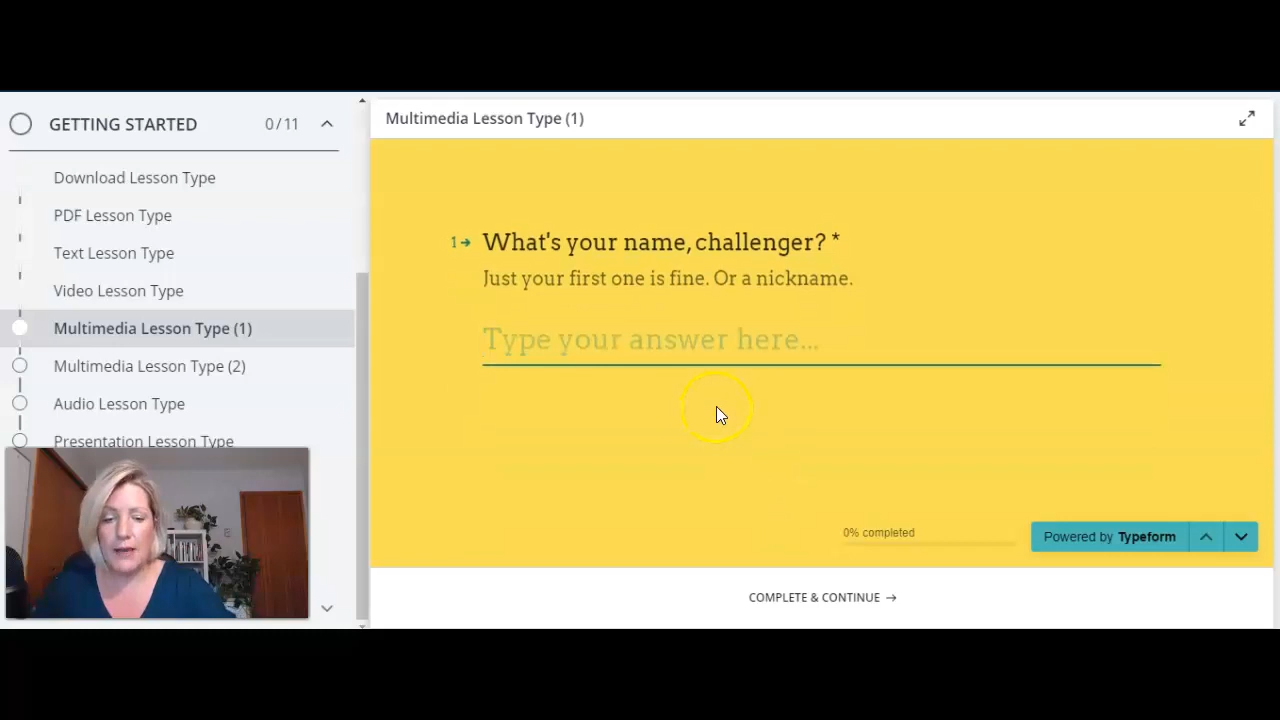 GETTING STARTED 0/11
Download Lesson Type
PDF Lesson Type
Text Lesson Type
Video Lesson Type
Multimedia Lesson Type (1)
Multimedia Lesson Type (2)
Audio Lesson Type
Presentation Lesson Type
Multimedia Lesson Type (1)
1 → What's your name, challenger? *
Just your first one is fine. Or a nickname.
Type your answer here...
0% completed
Powered by Typeform
COMPLETE & CONTINUE →